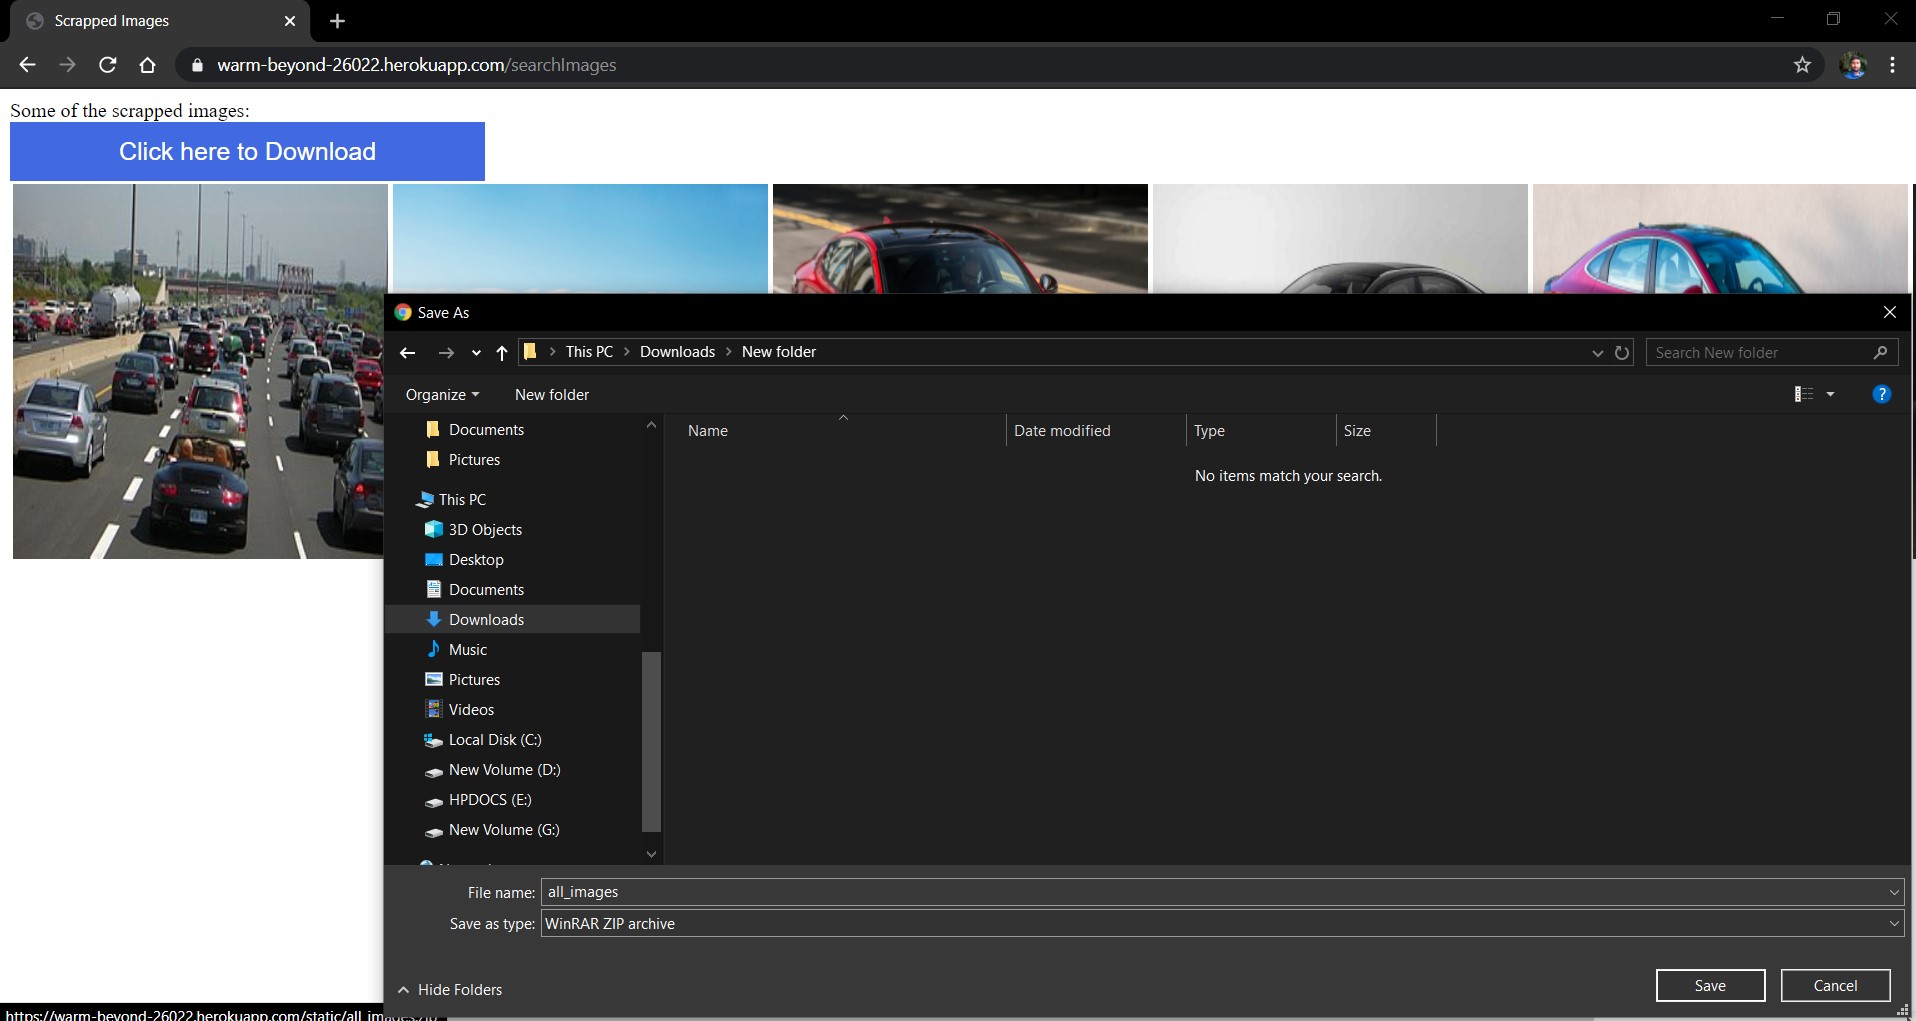 Scrapped Images
warm-beyond-26022.herokuapp.com/searchImages
Some of the scrapped images:
Click here to Download
Save As
This PC > Downloads > New folder
Search New folder
Organize
New folder
?
Name
Date modified
Type
Size
No items match your search.
Documents
Pictures
This PC
3D Objects
Desktop
Documents
Downloads
Music
Pictures
Videos
Local Disk (C:)
New Volume (D:)
HPDOCS (E:)
New Volume (G:)
File name: all_images
Save as type: WinRAR ZIP archive
Hide Folders
Save
Cancel
https://warm-beyond-26022.herokuapp.com/static/all_images.zip